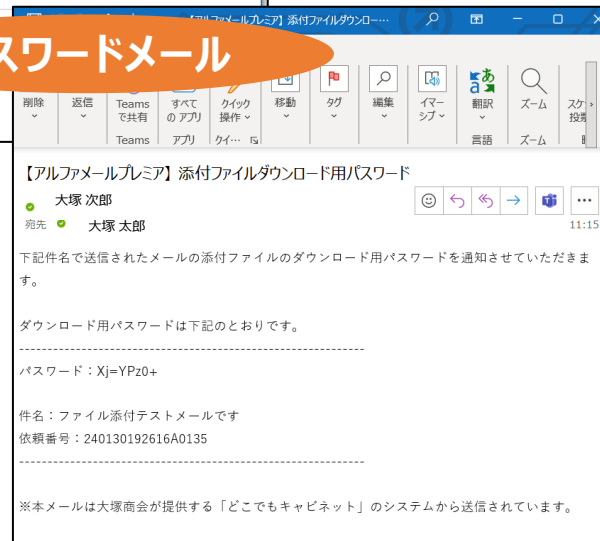 【アルファメールプレミア】添付ファイルダウンロー…
スワードメール
削除
返信
Teams
で共有
すべて
の アプリ
クイック
操作
移動
タグ
編集
イマー
シブ
翻訳
ズーム
Teams
アプリ
クイ…
言語
ズーム
【アルファメールプレミア】添付ファイルダウンロード用パスワード
大塚 次郎
宛先 大塚 太郎
11:15
下記件名で送信されたメールの添付ファイルのダウンロード用パスワードを通知させていただきま
す。
ダウンロード用パスワードは下記のとおりです。
--------------------------------------------------------------
パスワード：Xj=YPz0+
件名：ファイル添付テストメールです
依頼番号：240130192616A0135
--------------------------------------------------------------
※本メールは大塚商会が提供する「どこでもキャビネット」のシステムから送信されています。